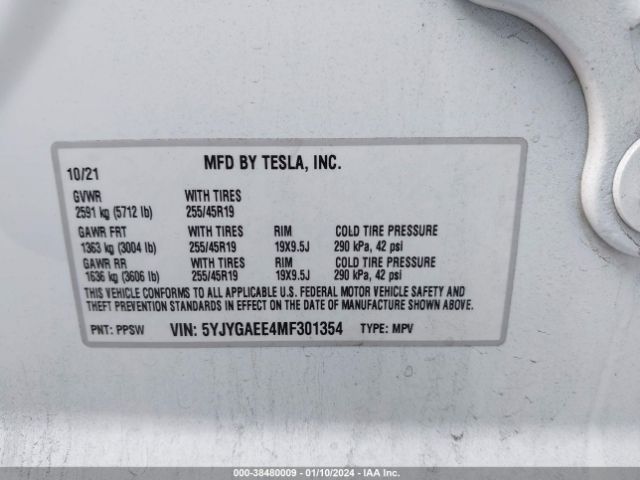 MFD BY TESLA, INC.
10/21
GVWR WITH TIRES
2591 kg (5712 lb) 255/45R19
GAWR FRT WITH TIRES RIM COLD TIRE PRESSURE
1363 kg (3004 lb) 255/45R19 19X9.5J 290 kPa, 42 psi
GAWR RR WITH TIRES RIM COLD TIRE PRESSURE
1636 kg (3606 lb) 255/45R19 19X9.5J 290 kPa, 42 psi
THIS VEHICLE CONFORMS TO ALL APPLICABLE U.S. FEDERAL MOTOR VEHICLE SAFETY AND
THEFT PREVENTION STANDARDS IN EFFECT ON THE DATE OF MANUFACTURE SHOWN ABOVE.
PNT: PPSW VIN: 5YJYGAEE4MF301354 TYPE: MPV
000-38480009 - 01/10/2024 - IAA Inc.